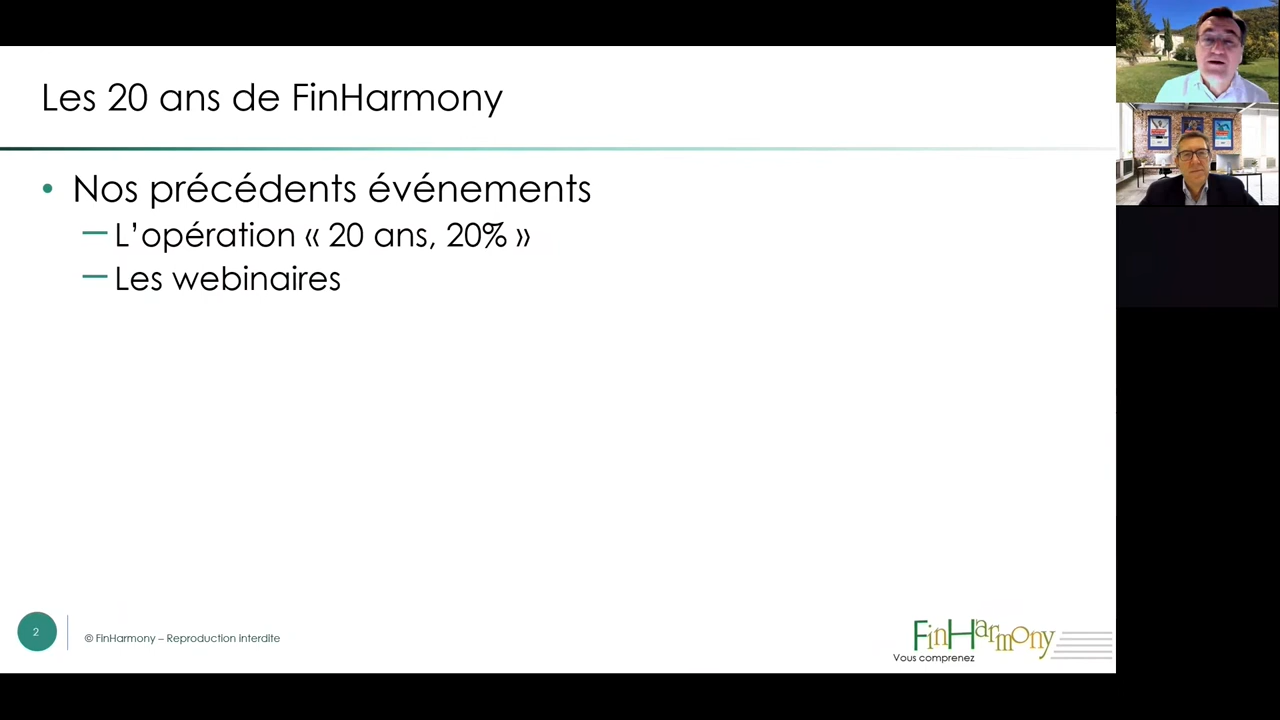 Les 20 ans de FinHarmony
• Nos précédents événements
— L’opération « 20 ans, 20% »
— Les webinaires
2
© FinHarmony – Reproduction interdite
FinHarmony
Vous comprenez